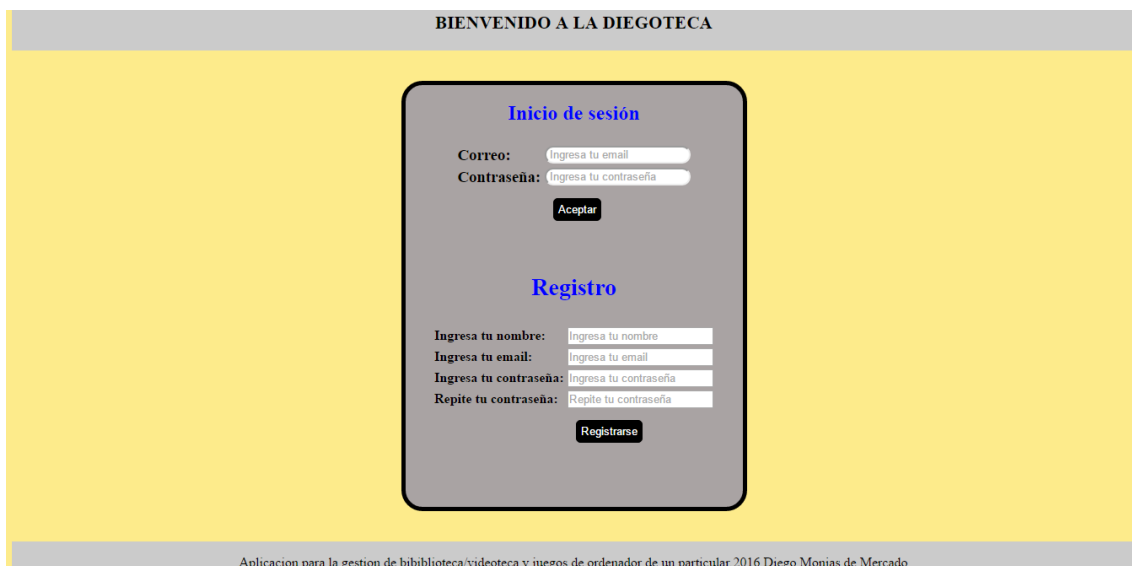 BIENVENIDO A LA DIEGOTECA
Inicio de sesión
Correo: Ingresa tu email
Contraseña: Ingresa tu contraseña
Aceptar
Registro
Ingresa tu nombre: Ingresa tu nombre
Ingresa tu email: Ingresa tu email
Ingresa tu contraseña: Ingresa tu contraseña
Repite tu contraseña: Repite tu contraseña
Registrarse
Aplicacion para la gestion de bibiblioteca/videoteca y juegos de ordenador de un particular 2016 Diego Monjas de Mercado